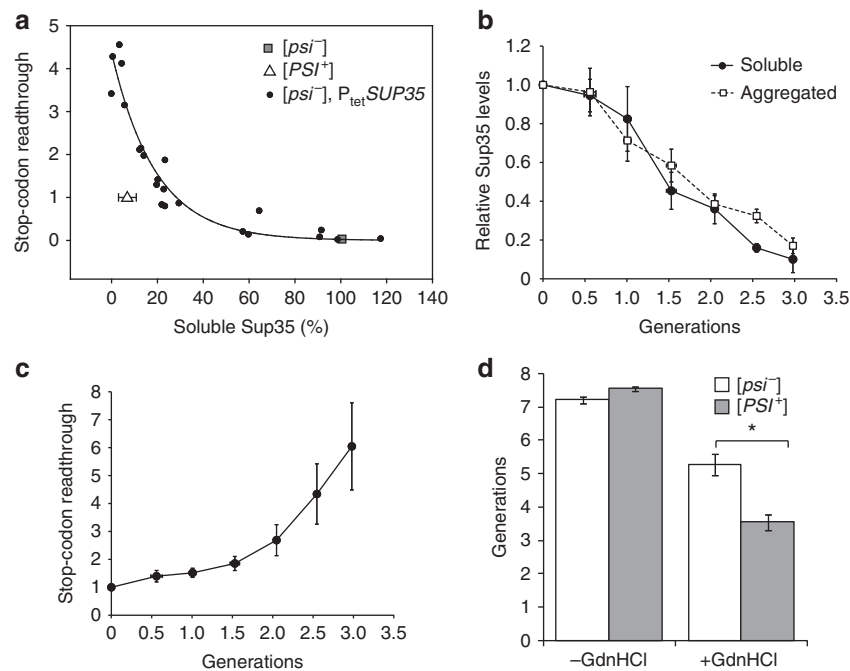 a
Stop-codon readthrough
5
4
3
2
1
0
[psi⁻]
[PSI⁺]
[psi⁻], PtetSUP35
0 20 40 60 80 100 120 140
Soluble Sup35 (%)
b
Relative Sup35 levels
1.2
1.0
0.8
0.6
0.4
0.2
0
Soluble
Aggregated
0 0.5 1.0 1.5 2.0 2.5 3.0 3.5
Generations
c
Stop-codon readthrough
8
7
6
5
4
3
2
1
0
0 0.5 1.0 1.5 2.0 2.5 3.0 3.5
Generations
d
Generations
8
7
6
5
4
3
2
1
0
[psi⁻]
[PSI⁺]
*
–GdnHCl +GdnHCl